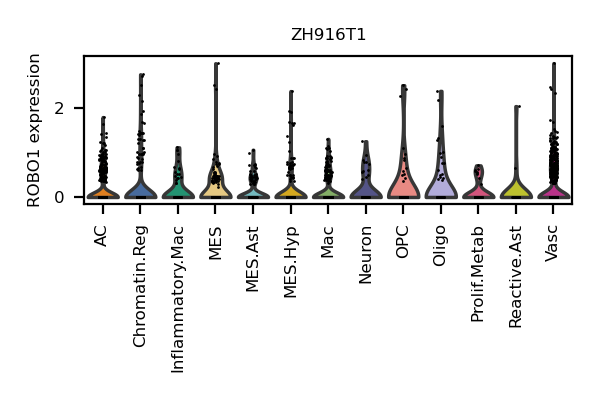 ZH916T1
ROBO1 expression
2
0
AC
Chromatin.Reg
Inflammatory.Mac
MES
MES.Ast
MES.Hyp
Mac
Neuron
OPC
Oligo
Prolif.Metab
Reactive.Ast
Vasc